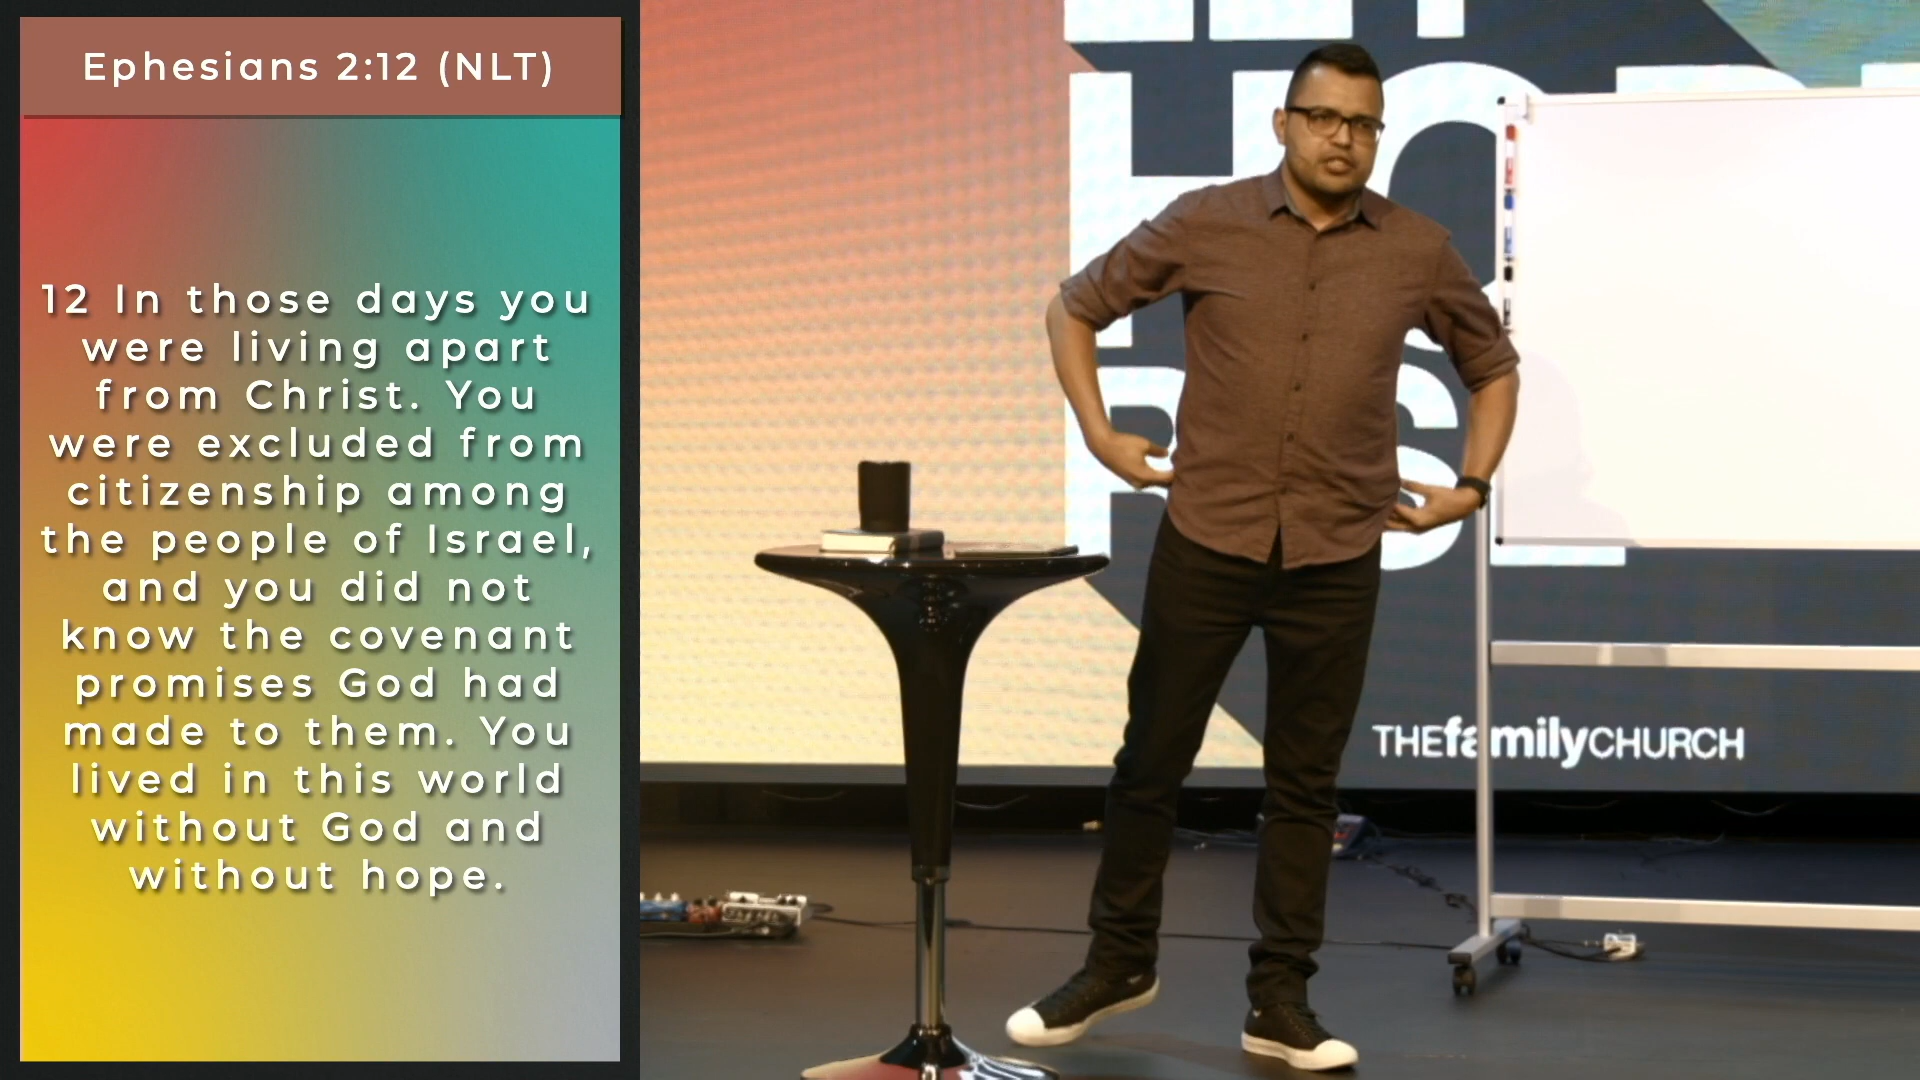 Ephesians 2:12 (NLT)
12 In those days you
were living apart
from Christ. You
were excluded from
citizenship among
the people of Israel,
and you did not
know the covenant
promises God had
made to them. You
lived in this world
without God and
without hope.
THEfamilyCHURCH